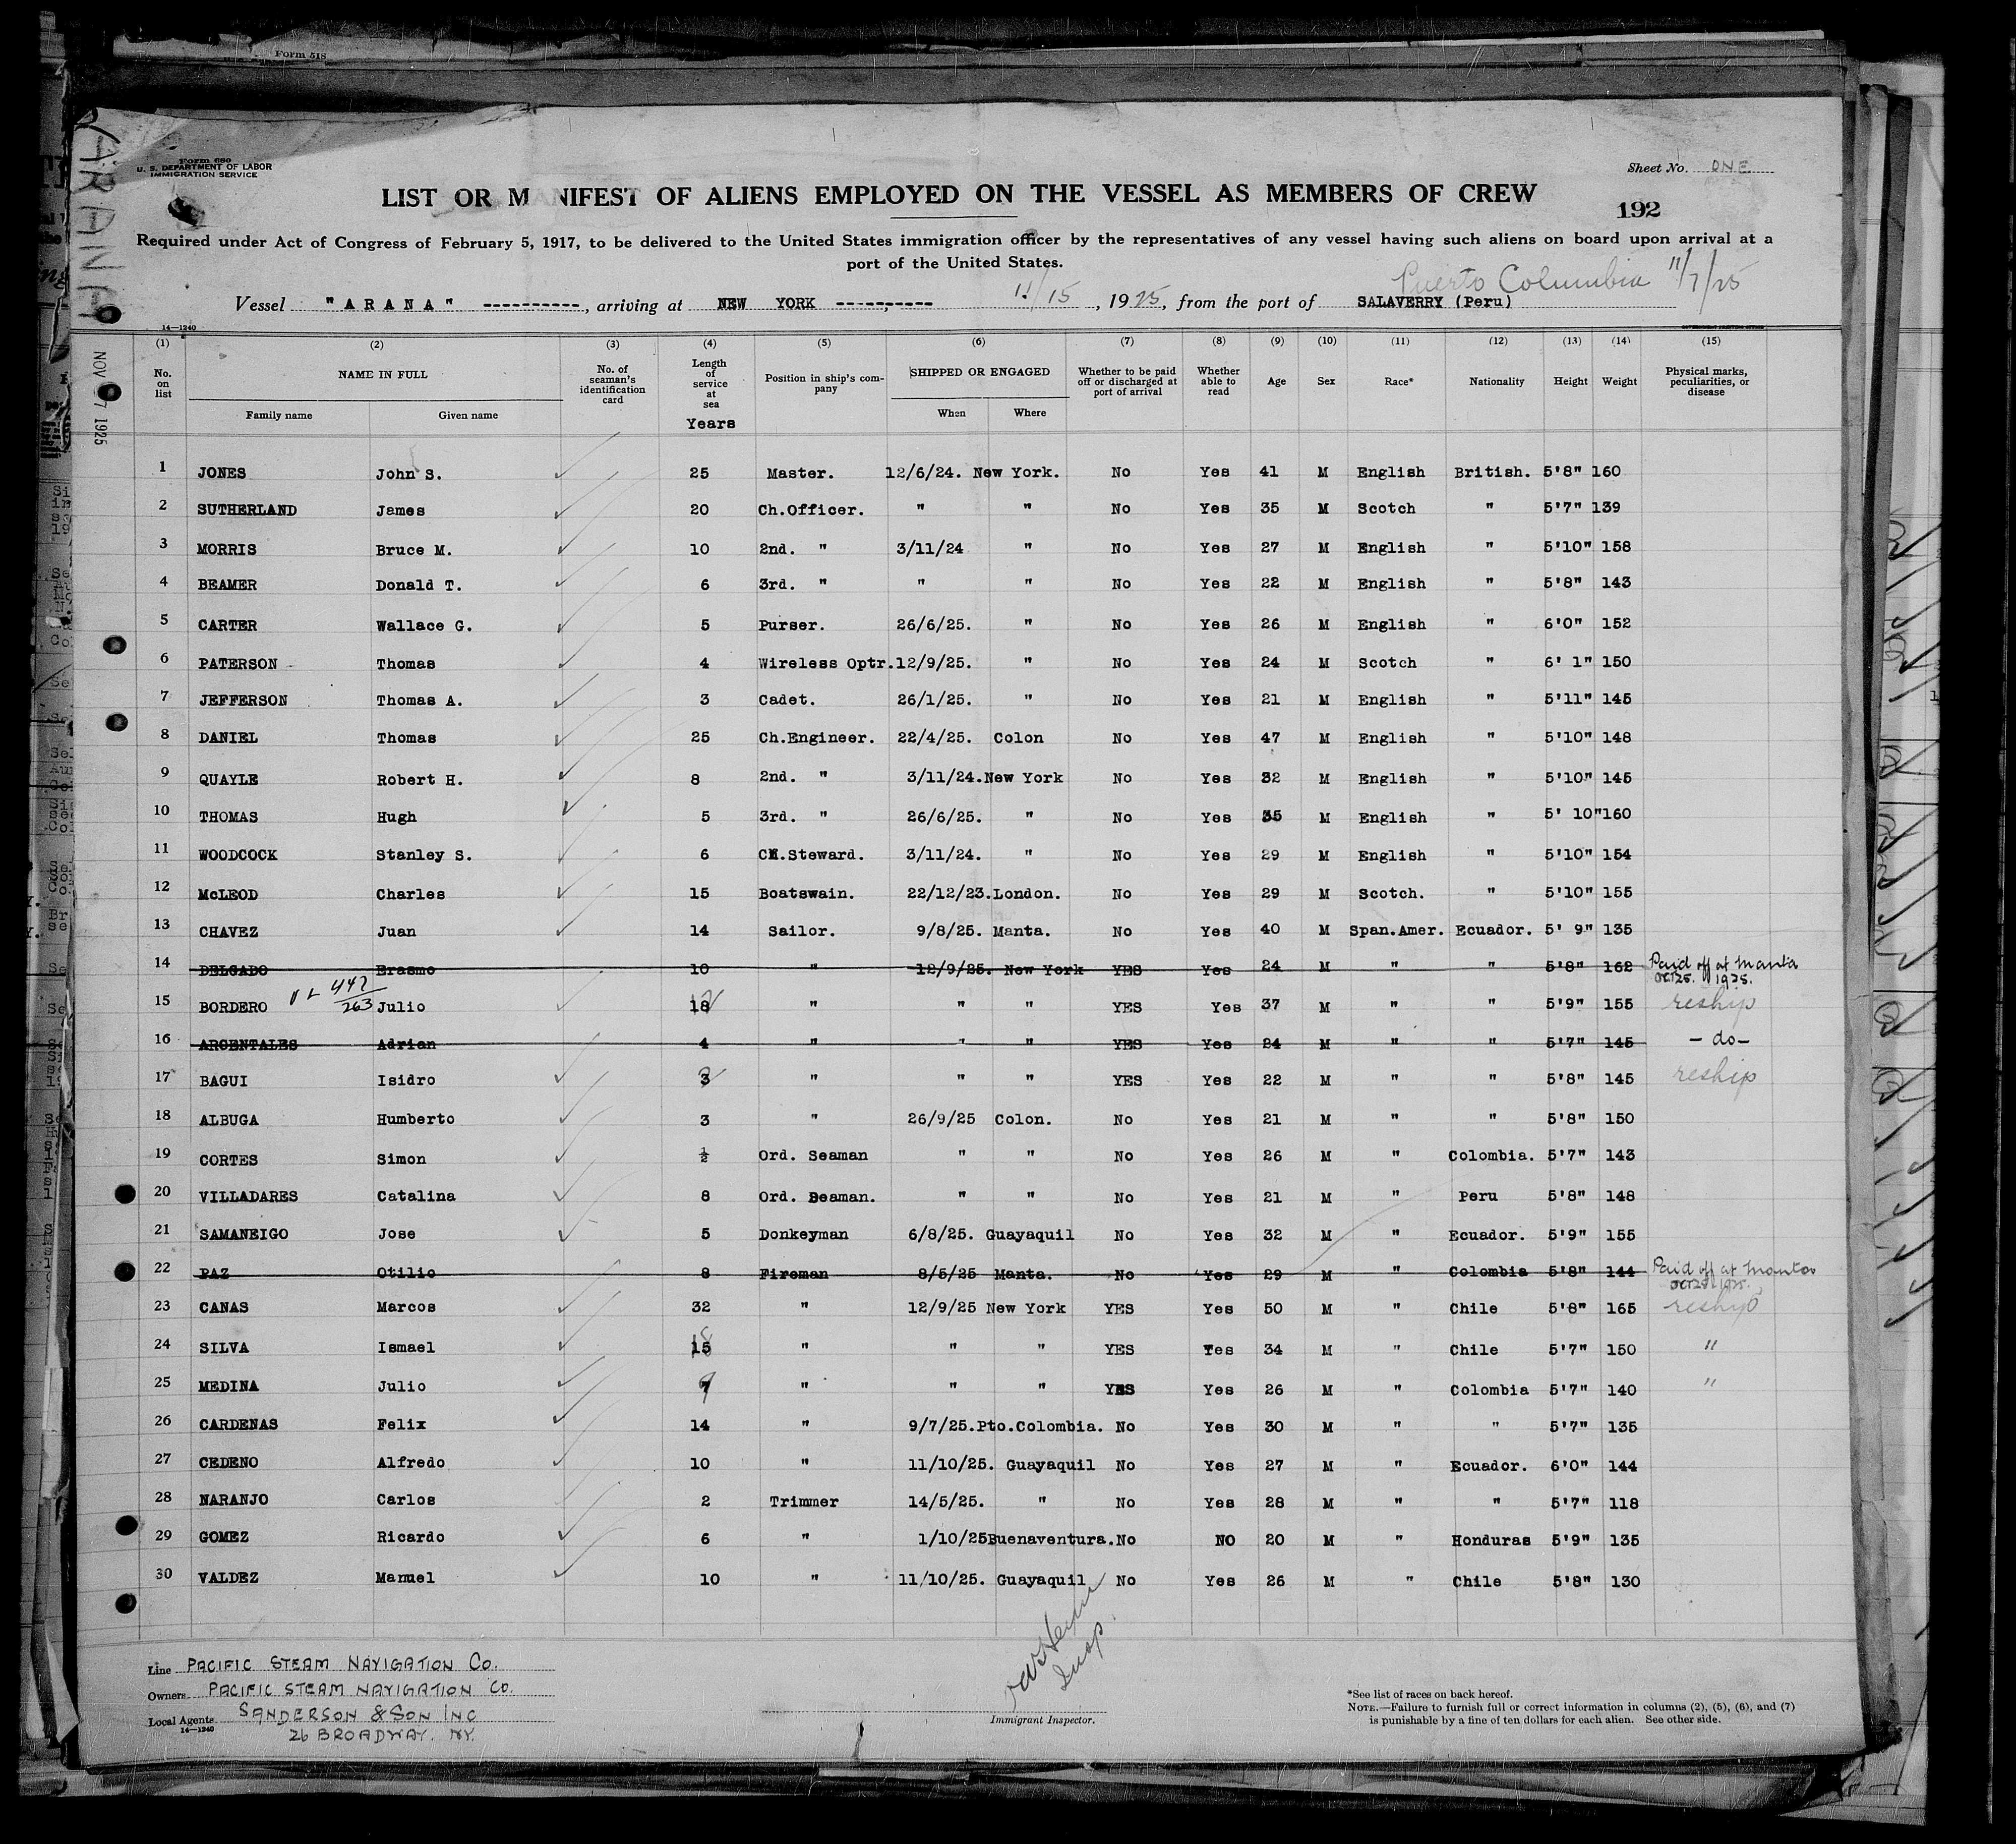 Form 518
ARANA
Form 680
U. S. DEPARTMENT OF LABOR
IMMIGRATION SERVICE
Sheet No. ONE
LIST OR MANIFEST OF ALIENS EMPLOYED ON THE VESSEL AS MEMBERS OF CREW
192
Required under Act of Congress of February 5, 1917, to be delivered to the United States immigration officer by the representatives of any vessel having such aliens on board upon arrival at a
port of the United States.
Puerto Columbia 11/7/25
Vessel "ARANA" ----------, arriving at NEW YORK ----------, 11/15, 1925, from the port of SALAVERRY (Peru)
14—1240
NOV 17 1925
(1) (2) (3) (4) (5) (6) (7) (8) (9) (10) (11) (12) (13) (14) (15)
No. on list NAME IN FULL Family name Given name No. of seaman's identification card Length of service at sea Years Position in ship's company SHIPPED OR ENGAGED When Where Whether to be paid off or discharged at port of arrival Whether able to read Age Sex Race* Nationality Height Weight Physical marks, peculiarities, or disease
1 JONES John S. 25 Master. 12/6/24. New York. No Yes 41 M English British. 5'8" 160
2 SUTHERLAND James 20 Ch.Officer. " " No Yes 35 M Scotch " 5'7" 139
3 MORRIS Bruce M. 10 2nd. " 3/11/24 " No Yes 27 M English " 5'10" 158
4 BEAMER Donald T. 6 3rd. " " " No Yes 22 M English " 5'8" 143
5 CARTER Wallace G. 5 Purser. 26/6/25. " No Yes 26 M English " 6'0" 152
6 PATERSON Thomas 4 Wireless Optr. 12/9/25. " No Yes 24 M Scotch " 6' 1" 150
7 JEFFERSON Thomas A. 3 Cadet. 26/1/25. " No Yes 21 M English " 5'11" 145
8 DANIEL Thomas 25 Ch.Engineer. 22/4/25. Colon No Yes 47 M English " 5'10" 148
9 QUAYLE Robert H. 8 2nd. " 3/11/24. New York No Yes 32 M English " 5'10" 145
10 THOMAS Hugh 5 3rd. " 26/6/25. " No Yes 35 M English " 5' 10" 160
11 WOODCOCK Stanley S. 6 CH.Steward. 3/11/24. " No Yes 29 M English " 5'10" 154
12 McLEOD Charles 15 Boatswain. 22/12/23. London. No Yes 29 M Scotch. " 5'10" 155
13 CHAVEZ Juan 14 Sailor. 9/8/25. Manta. No Yes 40 M Span.Amer. Ecuador. 5' 9" 135
14 DELGADO Erasmo 10 " 12/9/25. New York YES Yes 24 M " " 5'8" 162 Paid off at Manta
OCT 25. 1925.
15 BORDERO 447/263 Julio 18 " " " YES Yes 37 M " " 5'9" 155 reship
16 ARGENTALES Adrian 4 " " " YES Yes 24 M " " 5'7" 145 - do -
17 BAGUI Isidro 3 " " " YES Yes 22 M " " 5'8" 145 reship
18 ALBUGA Humberto 3 " 26/9/25 Colon. No Yes 21 M " " 5'8" 150
19 CORTES Simon ½ Ord. Seaman " " No Yes 26 M " Colombia. 5'7" 143
20 VILLADARES Catalina 8 Ord. Seaman. " " No Yes 21 M " Peru 5'8" 148
21 SAMANEIGO Jose 5 Donkeyman 6/8/25. Guayaquil No Yes 32 M " Ecuador. 5'9" 155
22 PAZ Otilio 8 Fireman 8/5/25 Manta. No Yes 29 M " Colombia 5'8" 144 Paid off at Manta
OCT 25 1925.
23 CANAS Marcos 32 " 12/9/25 New York YES Yes 50 M " Chile 5'8" 165 reship
24 SILVA Ismael 15 " " " YES Yes 34 M " Chile 5'7" 150 "
25 MEDINA Julio 7 " " " YES Yes 26 M " Colombia 5'7" 140 "
26 CARDENAS Felix 14 " 9/7/25. Pto.Colombia. No Yes 30 M " " 5'7" 135
27 CEDENO Alfredo 10 " 11/10/25. Guayaquil No Yes 27 M " Ecuador. 6'0" 144
28 NARANJO Carlos 2 Trimmer 14/5/25. " No Yes 28 M " " 5'7" 118
29 GOMEZ Ricardo 6 " 1/10/25 Buenaventura. No NO 20 M " Honduras 5'9" 135
30 VALDEZ Manuel 10 " 11/10/25. Guayaquil No Yes 26 M " Chile 5'8" 130
Line PACIFIC STEAM NAVIGATION Co.
Owners PACIFIC STEAM NAVIGATION Co.
Local Agents SANDERSON & SON INC
14—1240
26 BROADWAY. NY.
Insp
Immigrant Inspector.
*See list of races on back hereof.
NOTE.—Failure to furnish full or correct information in columns (2), (5), (6), and (7)
is punishable by a fine of ten dollars for each alien. See other side.